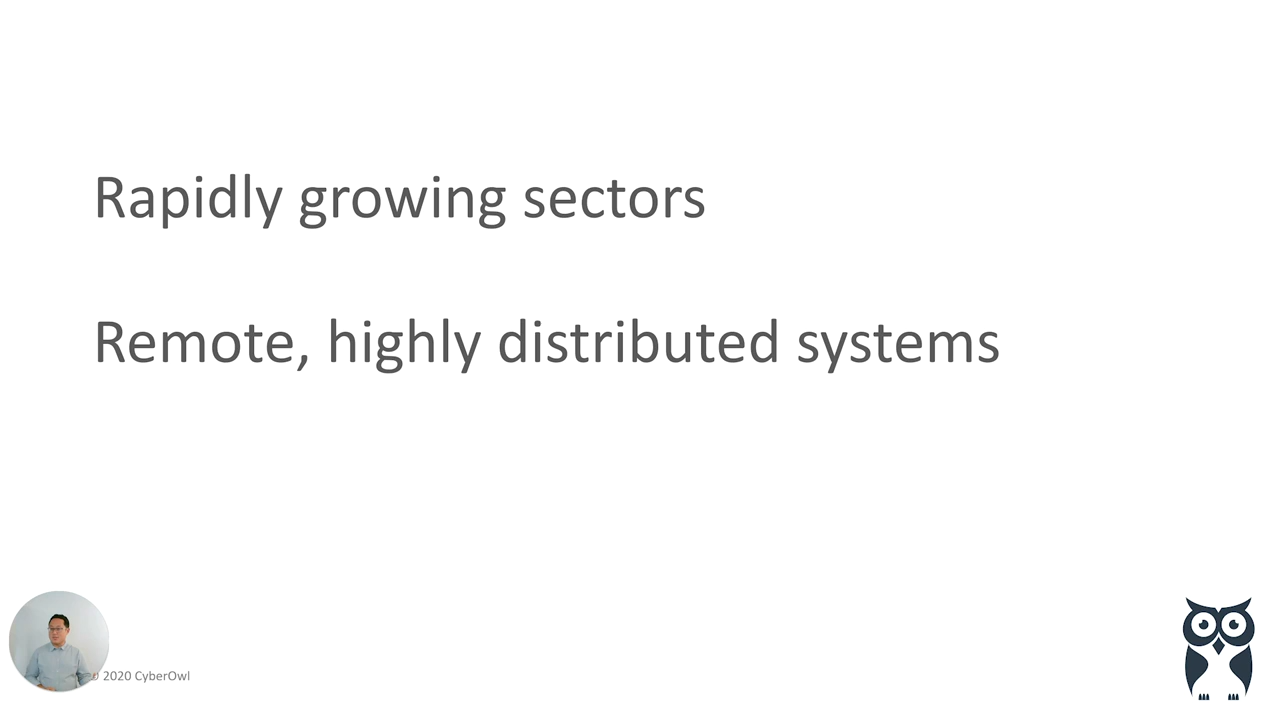 Rapidly growing sectors
Remote, highly distributed systems
© 2020 CyberOwl